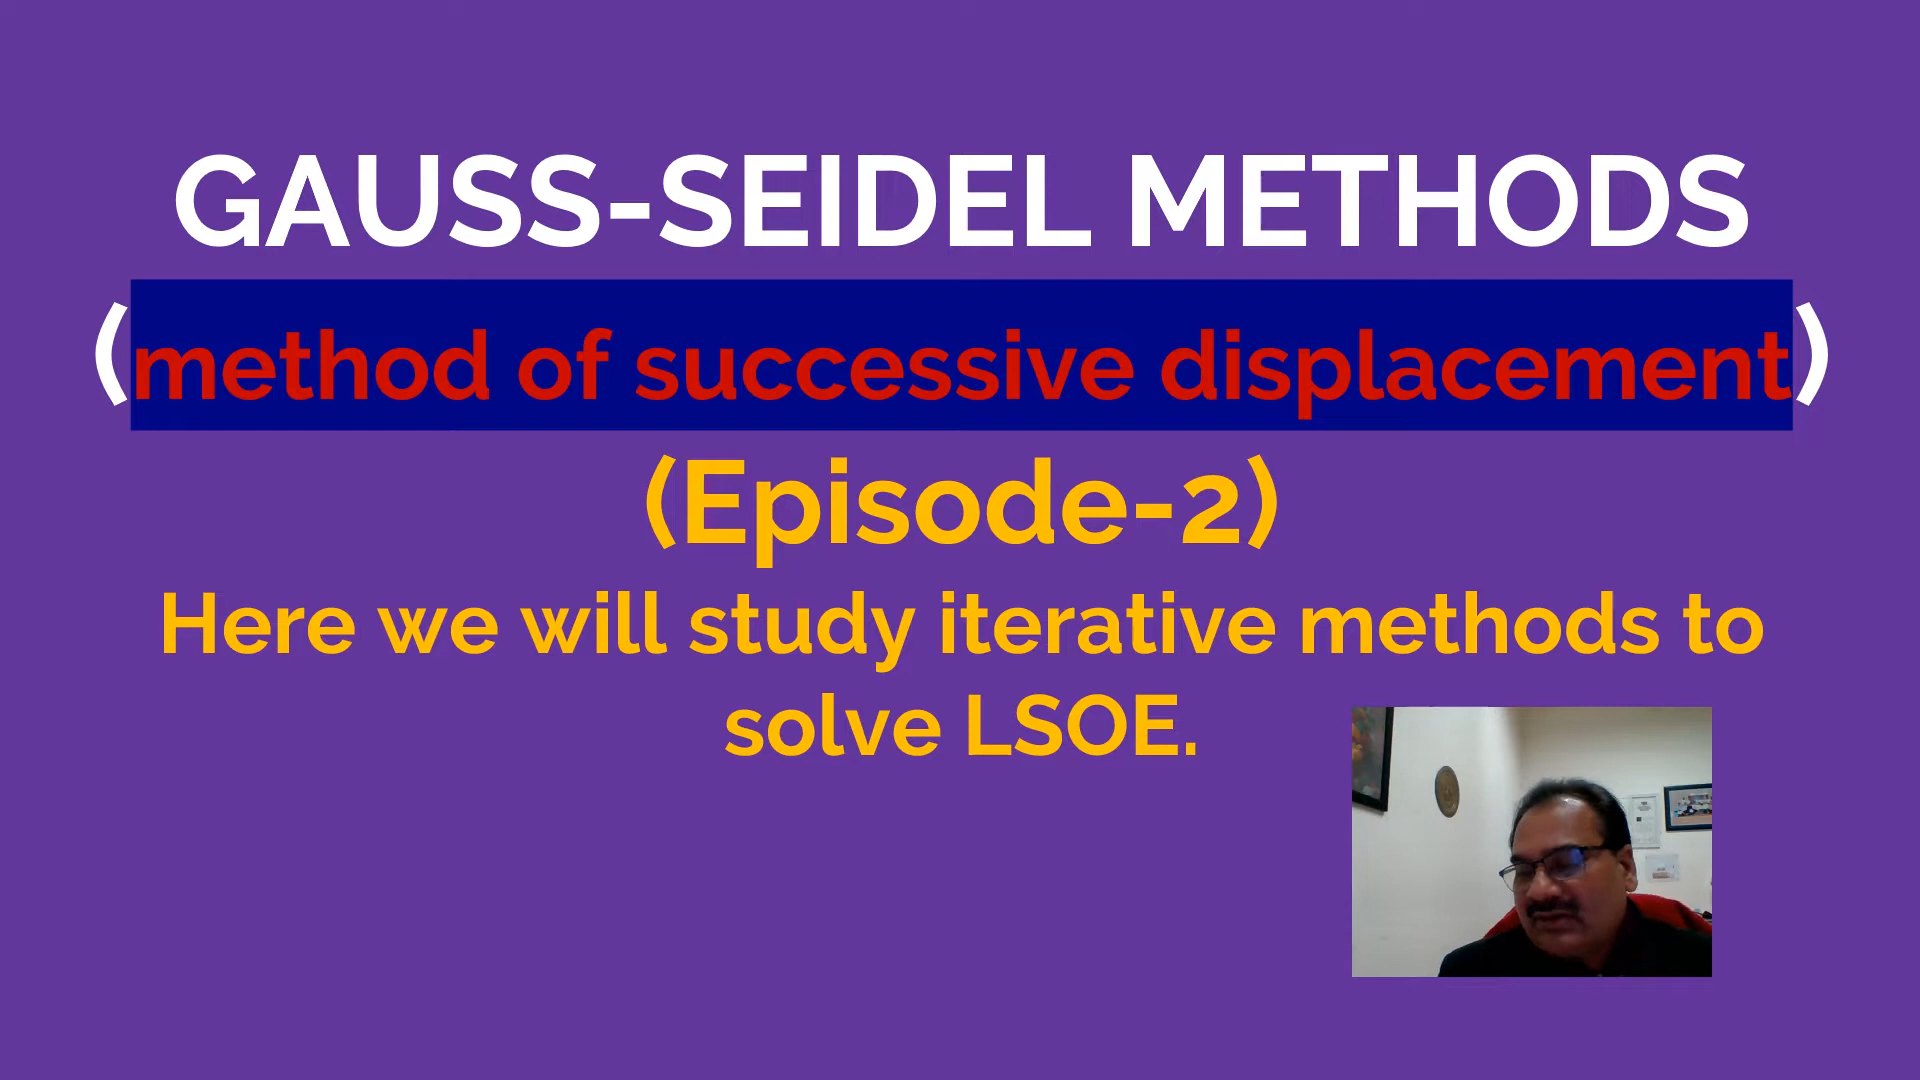 GAUSS-SEIDEL METHODS
(method of successive displacement)
(Episode-2)
Here we will study iterative methods to
solve LSOE.